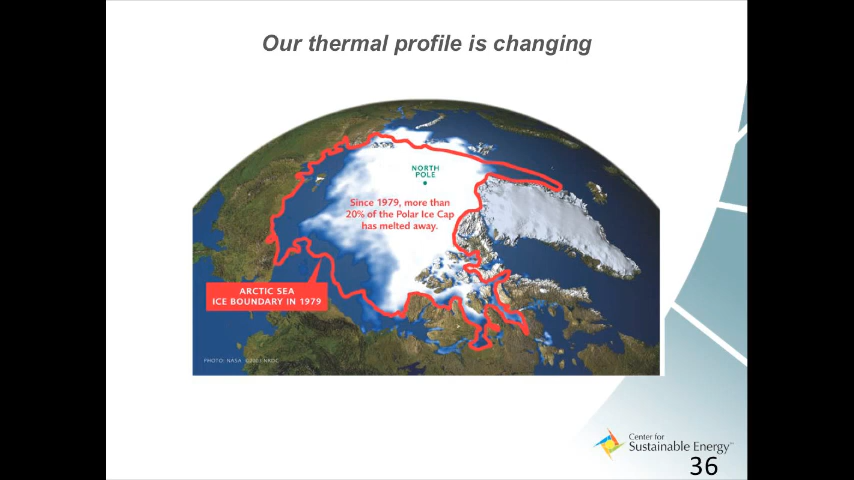 Our thermal profile is changing
NORTH
POLE
Since 1979, more than
20% of the Polar Ice Cap
has melted away.
ARCTIC SEA
ICE BOUNDARY IN 1979
PHOTO: NASA
Center for
Sustainable Energy™
36